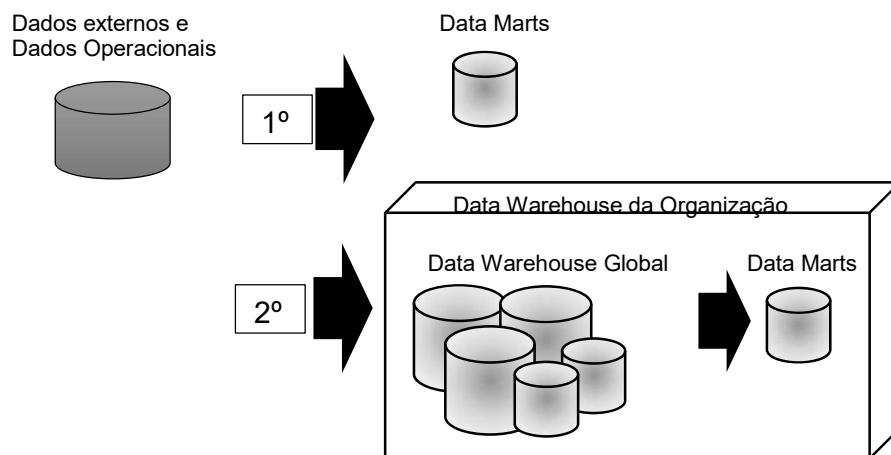 Dados externos e
Dados Operacionais
Data Marts
1º
Data Warehouse da Organização
Data Warehouse Global
Data Marts
2º